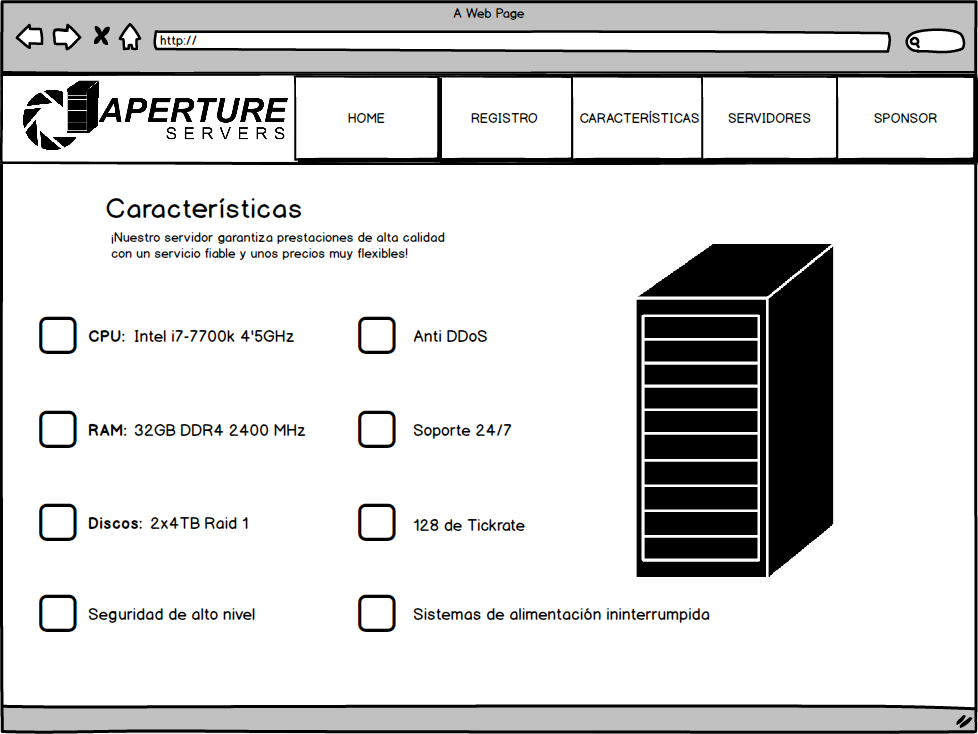 A Web Page
http://
APERTURE
SERVERS
HOME
REGISTRO
CARACTERÍSTICAS
SERVIDORES
SPONSOR
Características
¡Nuestro servidor garantiza prestaciones de alta calidad
con un servicio fiable y unos precios muy flexibles!
CPU: Intel i7-7700k 4'5GHz
Anti DDoS
RAM: 32GB DDR4 2400 MHz
Soporte 24/7
Discos: 2x4TB Raid 1
128 de Tickrate
Seguridad de alto nivel
Sistemas de alimentación ininterrumpida